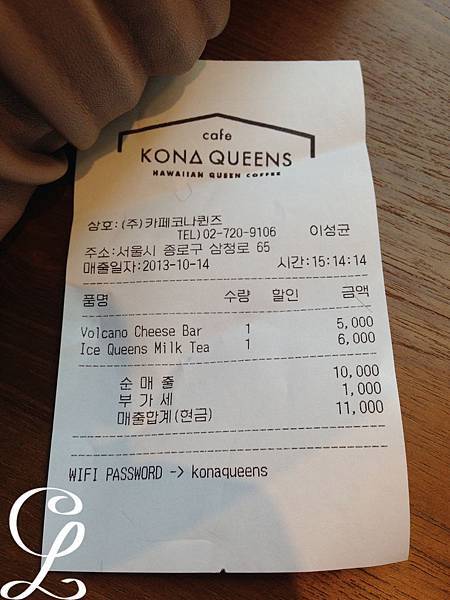 cafe
KONA QUEENS
HAWAIIAN QUEEN COFFEE
상호:(주)카페코나퀸즈
TEL)02-720-9106 이성균
주소:서울시 종로구 삼청로 65
매출일자:2013-10-14 시간:15:14:14
품명 수량 할인 금액
Volcano Cheese Bar 1 5,000
Ice Queens Milk Tea 1 6,000
순 매 출 10,000
부 가 세 1,000
매출합계(현금) 11,000
WIFI PASSWORD -> konaqueens